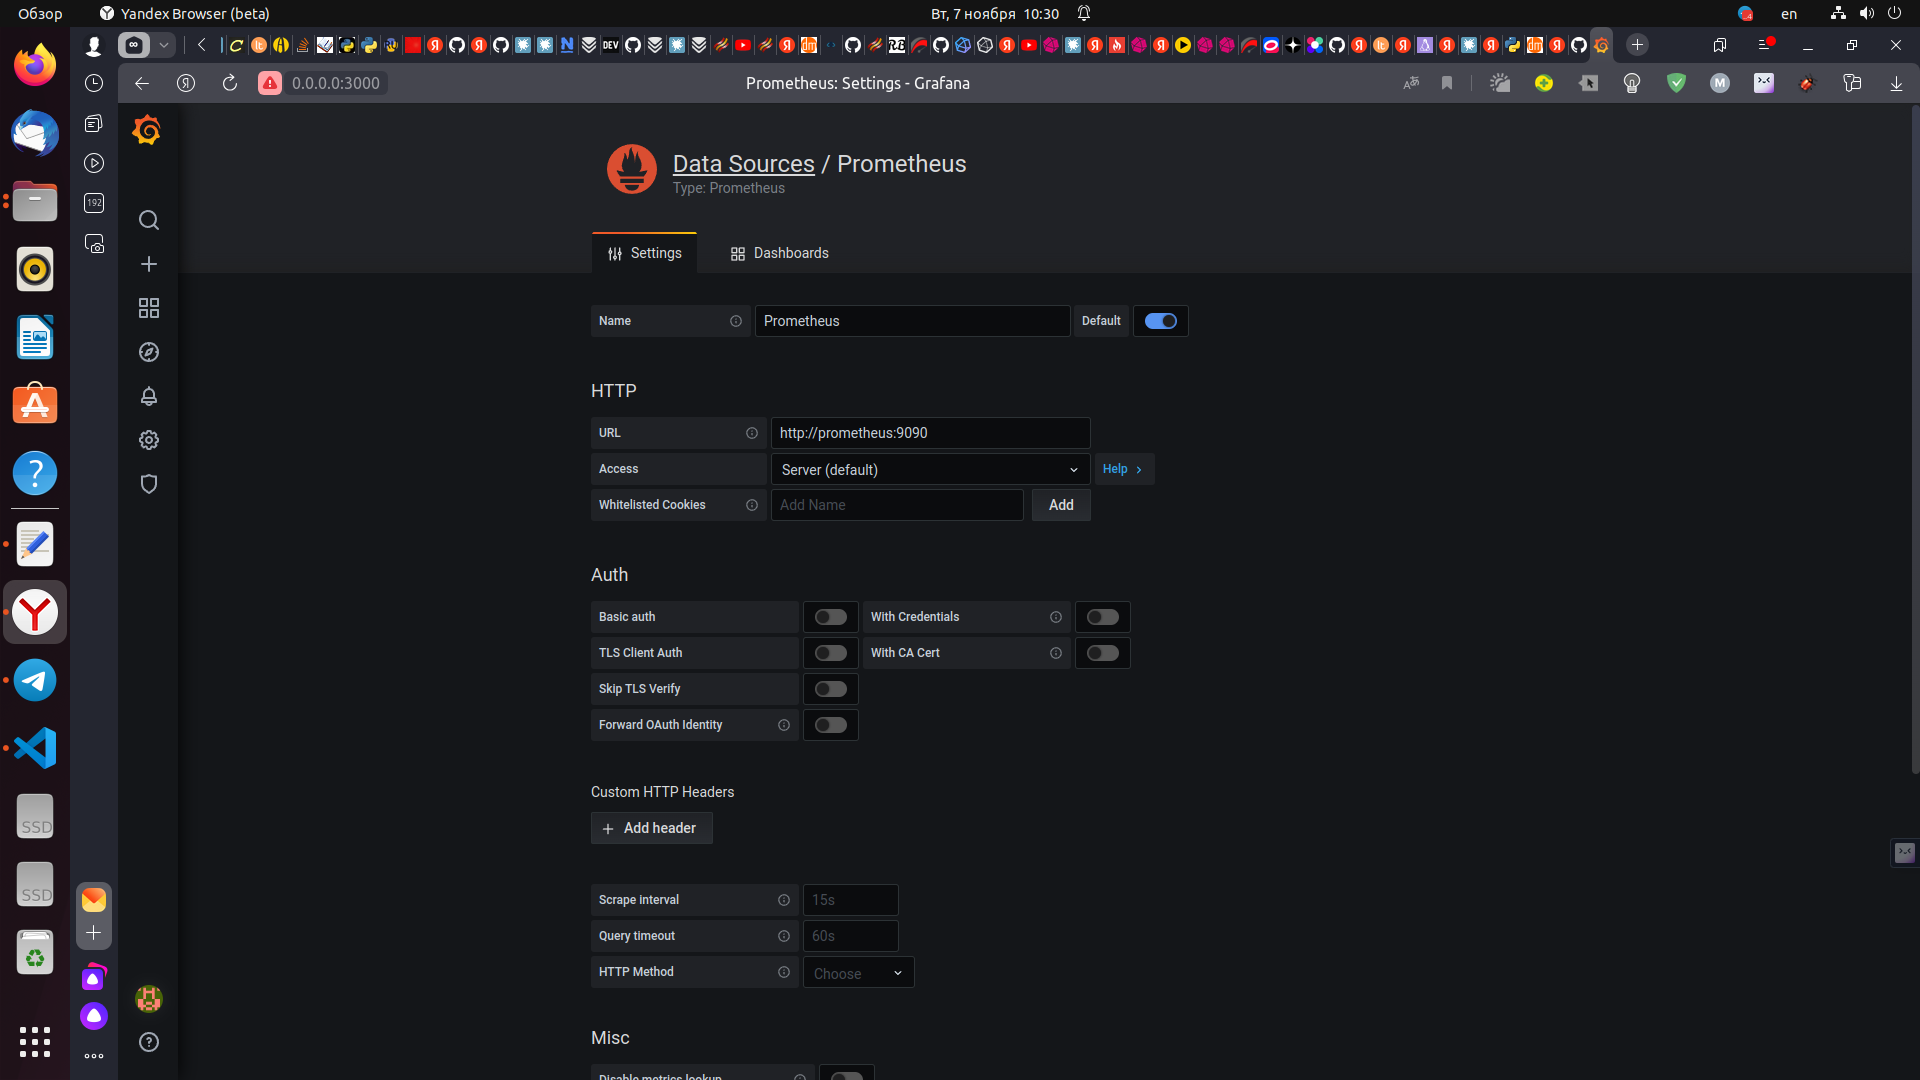 Обзор
Yandex Browser (beta)
Вт, 7 ноября 10:30
en
DEV
0.0.0.0:3000
Prometheus: Settings - Grafana
192
Data Sources / Prometheus
Type: Prometheus
Settings
Dashboards
Name
Prometheus
Default
HTTP
URL
http://prometheus:9090
Access
Server (default)
Help
Whitelisted Cookies
Add Name
Add
Auth
Basic auth
With Credentials
TLS Client Auth
With CA Cert
Skip TLS Verify
Forward OAuth Identity
Custom HTTP Headers
Add header
SSD
SSD
Scrape interval
15s
Query timeout
60s
HTTP Method
Choose
Misc
Disable metrics lookup